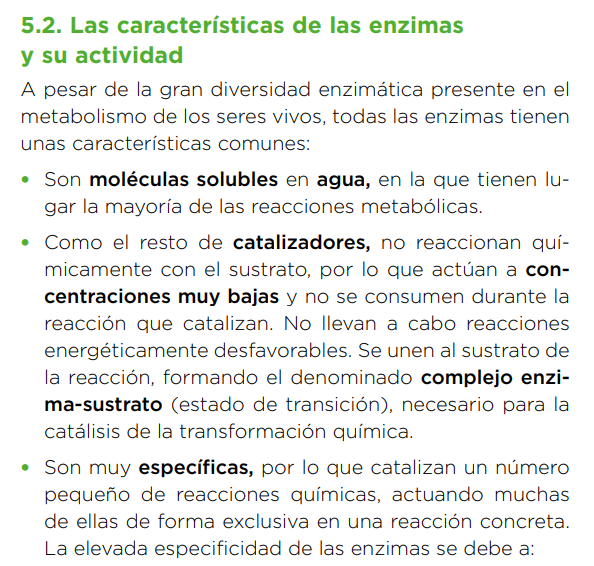 5.2. Las características de las enzimas
y su actividad
A pesar de la gran diversidad enzimática presente en el
metabolismo de los seres vivos, todas las enzimas tienen
unas características comunes:
• Son moléculas solubles en agua, en la que tienen lu-
gar la mayoría de las reacciones metabólicas.
• Como el resto de catalizadores, no reaccionan quí-
micamente con el sustrato, por lo que actúan a con-
centraciones muy bajas y no se consumen durante la
reacción que catalizan. No llevan a cabo reacciones
energéticamente desfavorables. Se unen al sustrato de
la reacción, formando el denominado complejo enzi-
ma-sustrato (estado de transición), necesario para la
catálisis de la transformación química.
• Son muy específicas, por lo que catalizan un número
pequeño de reacciones químicas, actuando muchas
de ellas de forma exclusiva en una reacción concreta.
La elevada especificidad de las enzimas se debe a: